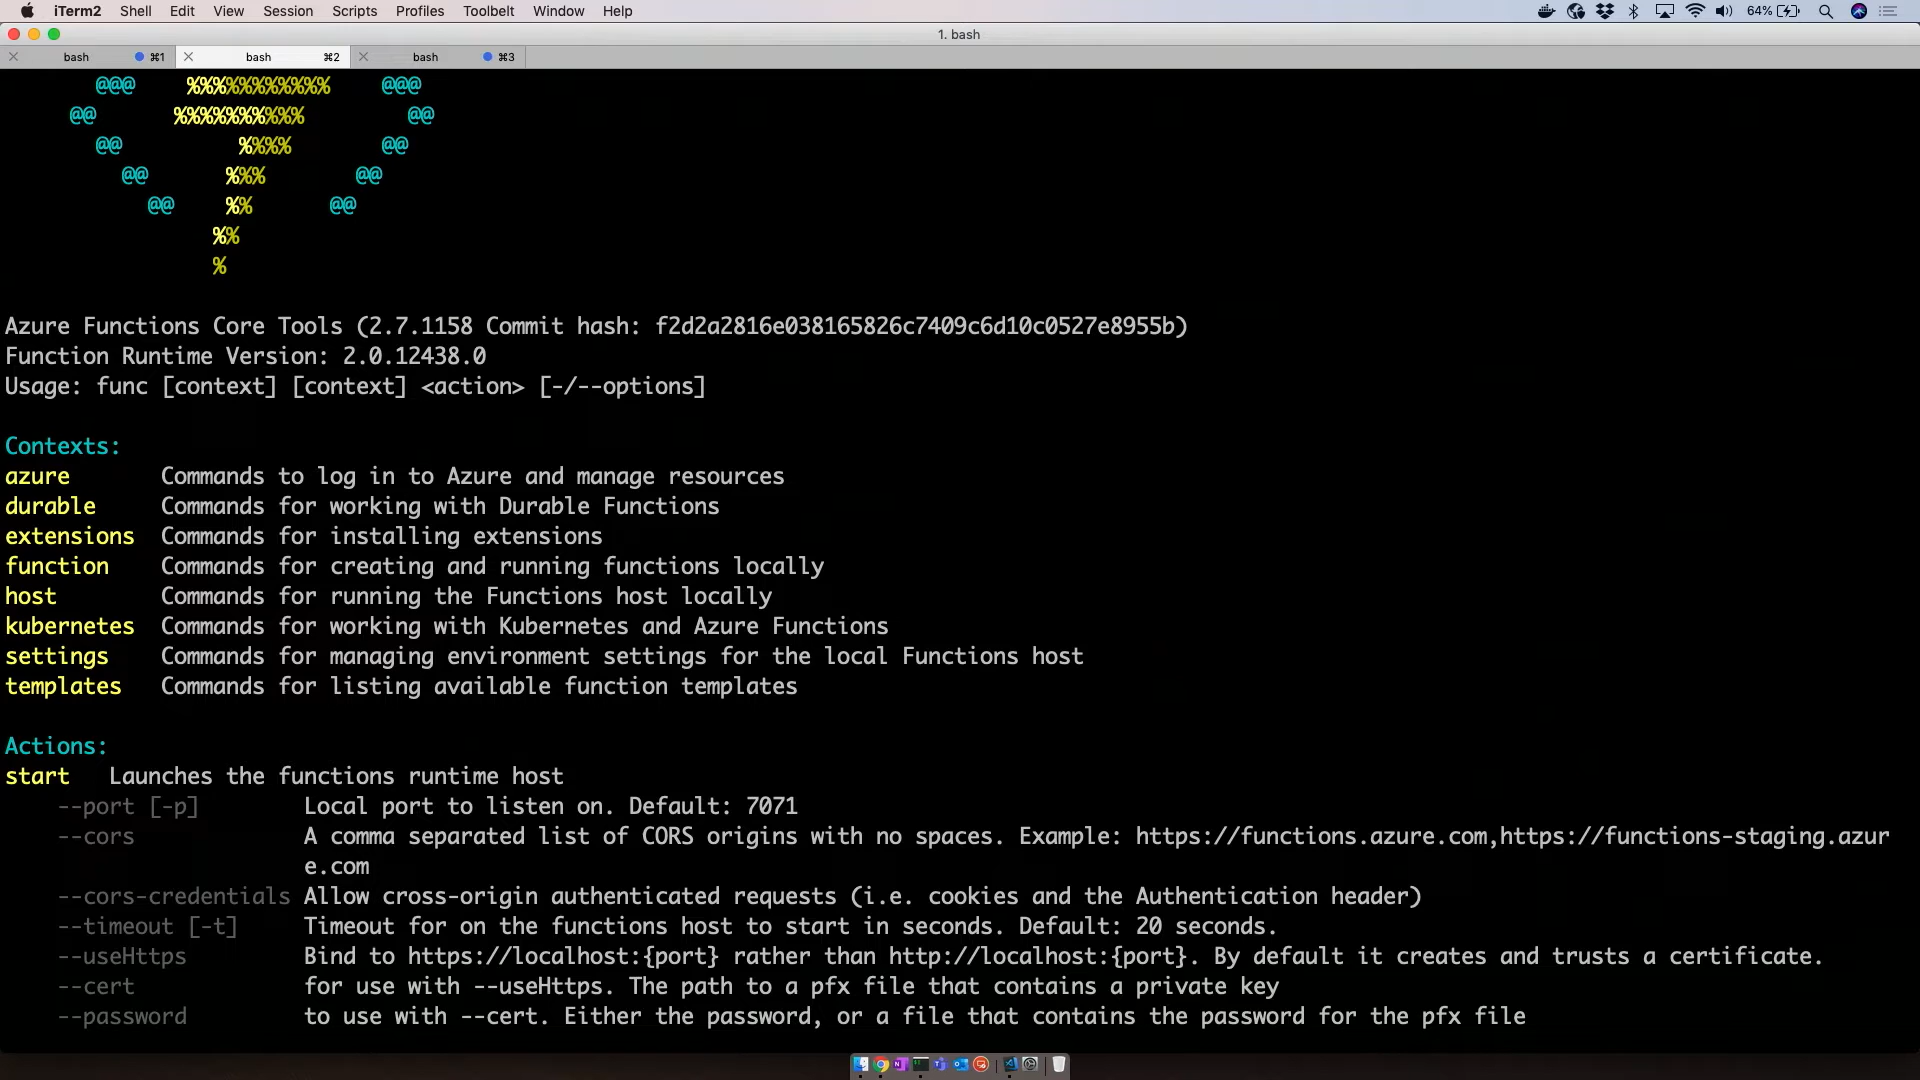 iTerm2 Shell Edit View Session Scripts Profiles Toolbelt Window Help 64%
1. bash
bash ⌘1 bash ⌘2 bash ⌘3
@@@ %%%%%%%%%%% @@@
@@ %%%%%%%%%% @@
@@ %%%% @@
@@ %%% @@
@@ %% @@
%%
%
Azure Functions Core Tools (2.7.1158 Commit hash: f2d2a2816e038165826c7409c6d10c0527e8955b)
Function Runtime Version: 2.0.12438.0
Usage: func [context] [context] <action> [-/--options]
Contexts:
azure Commands to log in to Azure and manage resources
durable Commands for working with Durable Functions
extensions Commands for installing extensions
function Commands for creating and running functions locally
host Commands for running the Functions host locally
kubernetes Commands for working with Kubernetes and Azure Functions
settings Commands for managing environment settings for the local Functions host
templates Commands for listing available function templates
Actions:
start Launches the functions runtime host
--port [-p] Local port to listen on. Default: 7071
--cors A comma separated list of CORS origins with no spaces. Example: https://functions.azure.com,https://functions-staging.azur
e.com
--cors-credentials Allow cross-origin authenticated requests (i.e. cookies and the Authentication header)
--timeout [-t] Timeout for on the functions host to start in seconds. Default: 20 seconds.
--useHttps Bind to https://localhost:{port} rather than http://localhost:{port}. By default it creates and trusts a certificate.
--cert for use with --useHttps. The path to a pfx file that contains a private key
--password to use with --cert. Either the password, or a file that contains the password for the pfx file